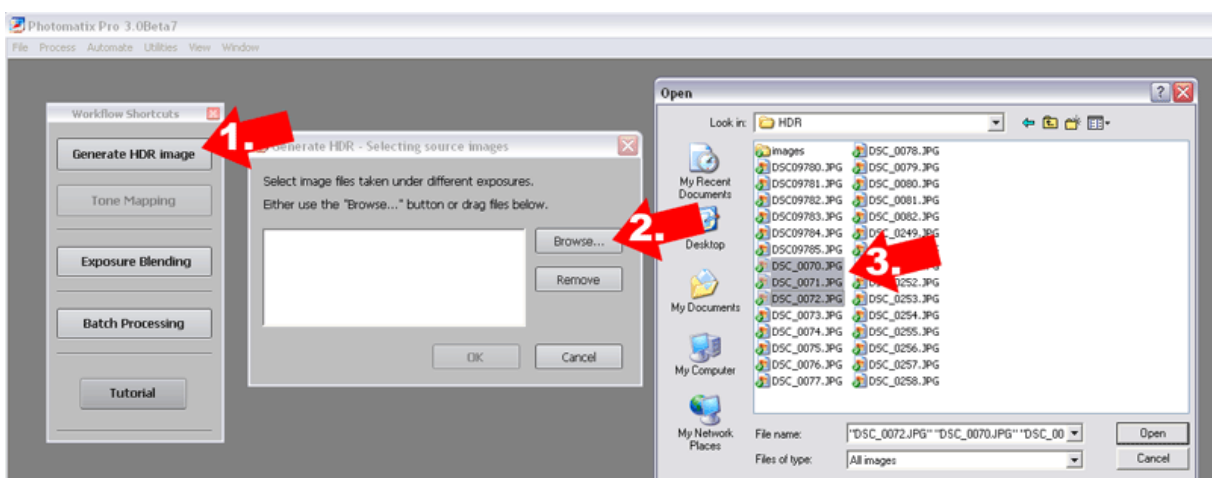 Photomatix Pro 3.0Beta7
File Process Automate Utilities View Window
Workflow Shortcuts
1.
Generate HDR image
Tone Mapping
Exposure Blending
Batch Processing
Tutorial
Generate HDR - Selecting source images
Select image files taken under different exposures.
Either use the "Browse..." button or drag files below.
Browse...
2.
Remove
OK
Cancel
Open
Look in:
HDR
My Recent
Documents
Desktop
My Documents
My Computer
My Network
Places
images
DSC09780.JPG
DSC09781.JPG
DSC09782.JPG
DSC09783.JPG
DSC09784.JPG
DSC09785.JPG
DSC_0070.JPG
DSC_0071.JPG
DSC_0072.JPG
DSC_0073.JPG
DSC_0074.JPG
DSC_0075.JPG
DSC_0076.JPG
DSC_0077.JPG
DSC_0078.JPG
DSC_0079.JPG
DSC_0080.JPG
DSC_0081.JPG
DSC_0082.JPG
DSC_0249.JPG
3.
DSC_0252.JPG
DSC_0253.JPG
DSC_0254.JPG
DSC_0255.JPG
DSC_0256.JPG
DSC_0257.JPG
DSC_0258.JPG
File name:
"DSC_0072.JPG" "DSC_0070.JPG" "DSC_00
Open
Files of type:
All images
Cancel